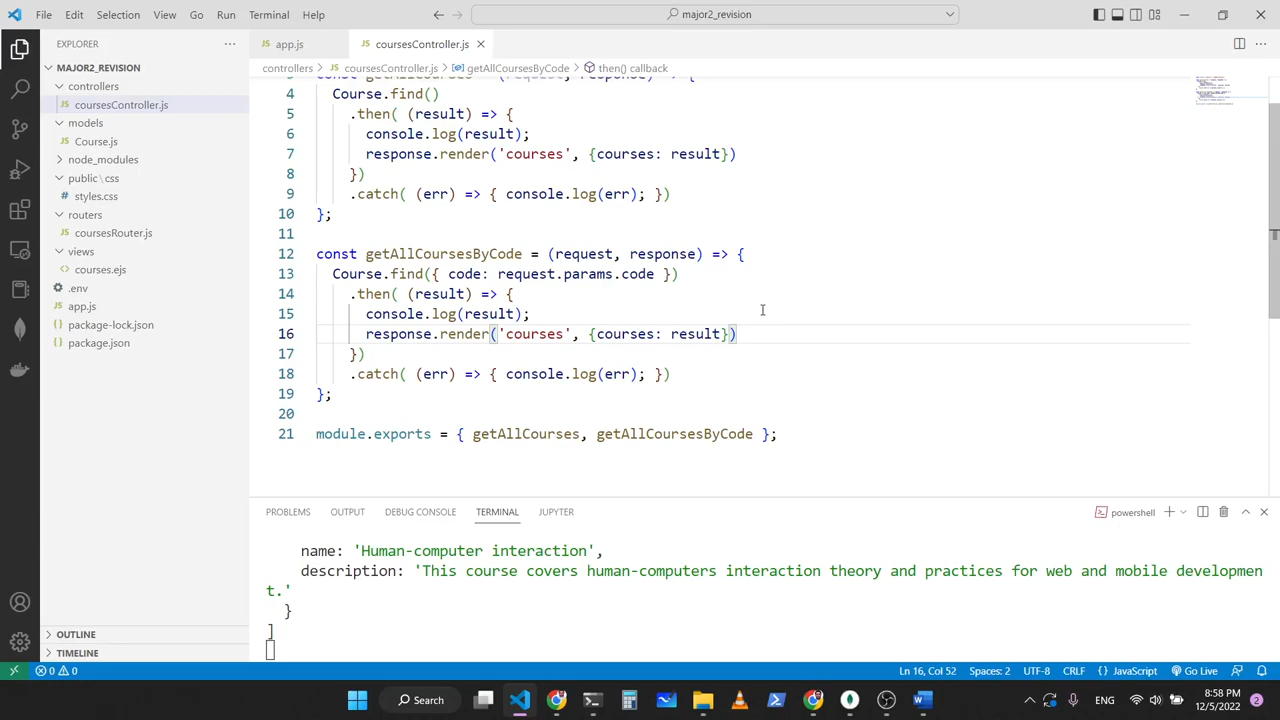 File Edit Selection View Go Run Terminal Help
major2_revision
EXPLORER
app.js coursesController.js
controllers > coursesController.js > getAllCoursesByCode > then() callback
MAJOR2_REVISION
controllers
coursesController.js
models
Course.js
node_modules
public\css
styles.css
routers
coursesRouter.js
views
courses.ejs
.env
app.js
package-lock.json
package.json
OUTLINE
TIMELINE
const getAllCourses = (request, response) => {
4 Course.find()
5 .then( (result) => {
6 console.log(result);
7 response.render('courses', {courses: result})
8 })
9 .catch( (err) => { console.log(err); })
10 };
11
12 const getAllCoursesByCode = (request, response) => {
13 Course.find({ code: request.params.code })
14 .then( (result) => {
15 console.log(result);
16 response.render('courses', {courses: result})
17 })
18 .catch( (err) => { console.log(err); })
19 };
20
21 module.exports = { getAllCourses, getAllCoursesByCode };
PROBLEMS OUTPUT DEBUG CONSOLE TERMINAL JUPYTER
powershell
name: 'Human-computer interaction',
description: 'This course covers human-computers interaction theory and practices for web and mobile developmen
t.'
}
]
0 0
Ln 16, Col 52 Spaces: 2 UTF-8 CRLF {} JavaScript Go Live
Search
ENG
8:58 PM
12/5/2022
2